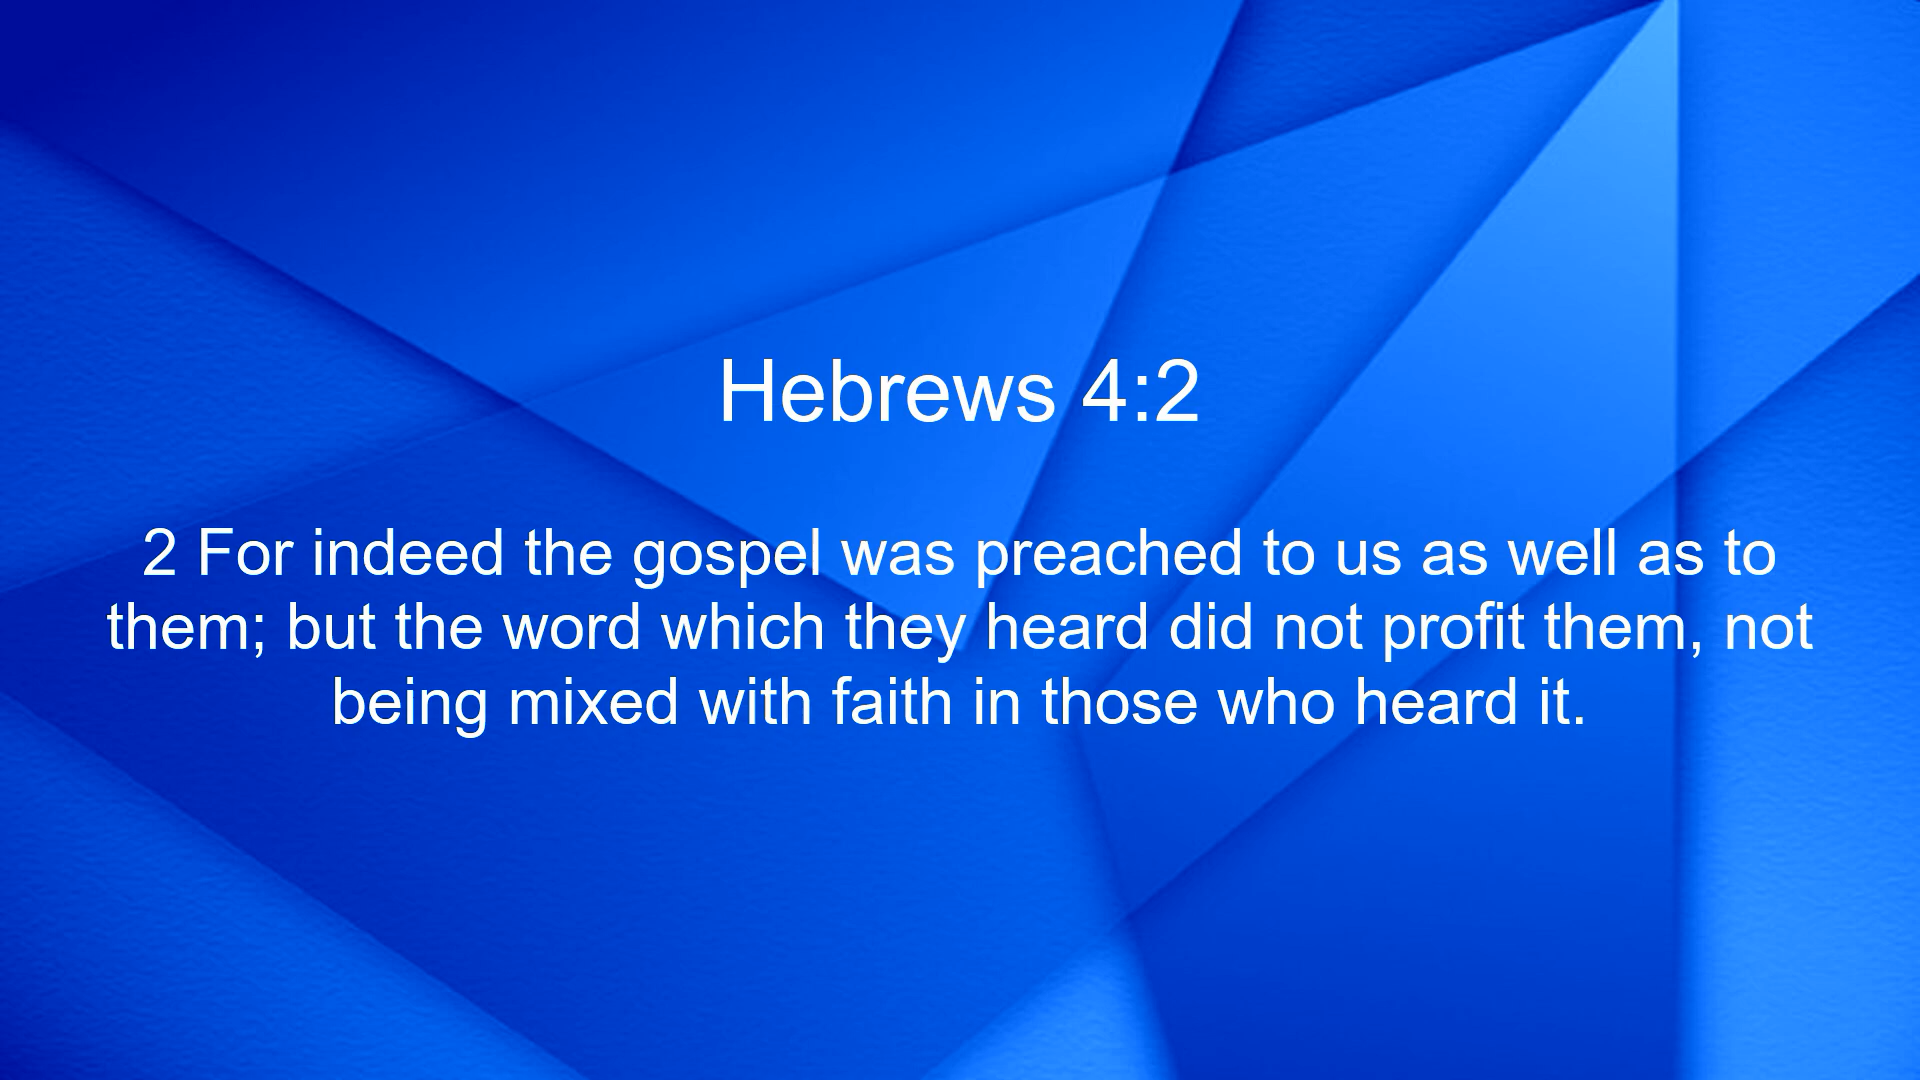 Hebrews 4:2
2 For indeed the gospel was preached to us as well as to
them; but the word which they heard did not profit them, not
being mixed with faith in those who heard it.